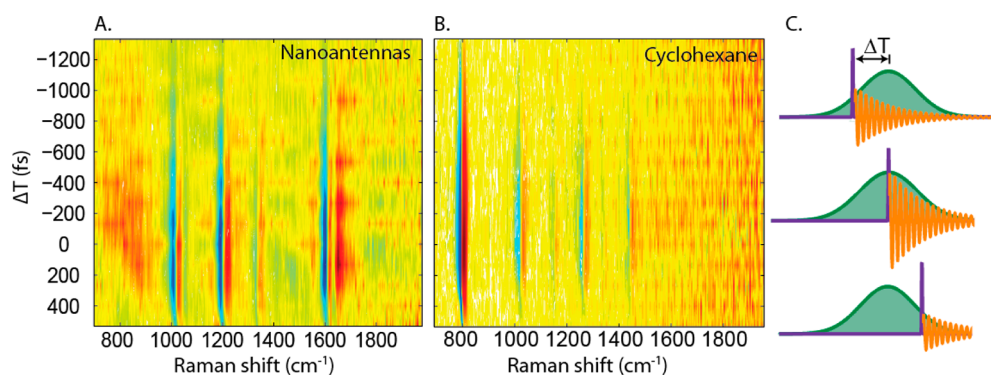 A.
Nanoantennas
B.
Cyclohexane
C.
ΔT
ΔT (fs)
−1200
−1000
−800
−600
−400
−200
0
200
400
800 1000 1200 1400 1600 1800
Raman shift (cm⁻¹)
800 1000 1200 1400 1600 1800
Raman shift (cm⁻¹)